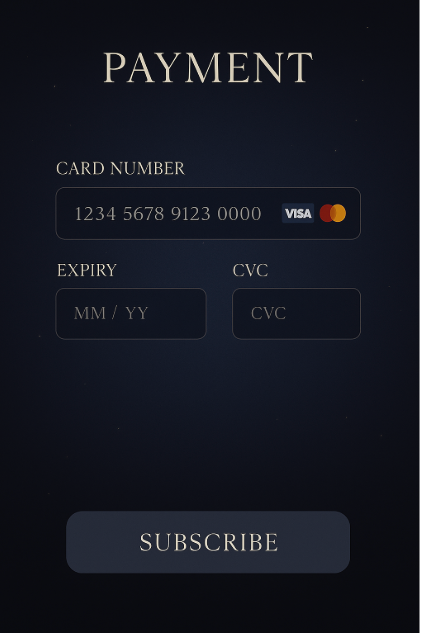 PAYMENT
CARD NUMBER
1234 5678 9123 0000 VISA
EXPIRY CVC
MM / YY CVC
SUBSCRIBE